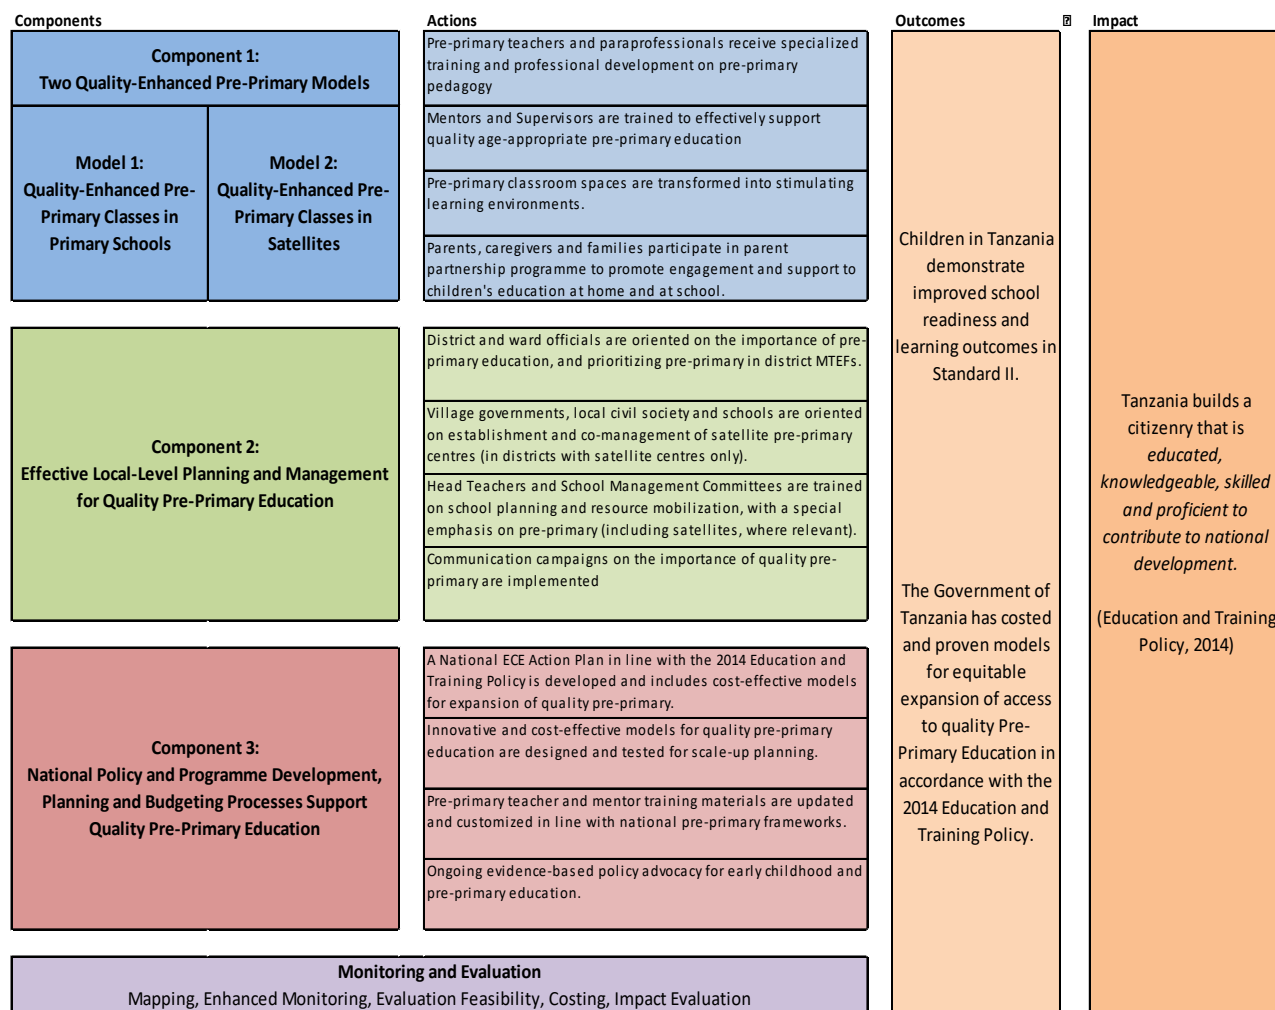 Components
Actions
Outcomes
Impact
Component 1:
Two Quality-Enhanced Pre-Primary Models
Model 1:
Quality-Enhanced Pre-
Primary Classes in
Primary Schools
Model 2:
Quality-Enhanced Pre-
Primary Classes in
Satellites
Pre-primary teachers and paraprofessionals receive specialized
training and professional development on pre-primary
pedagogy
Mentors and Supervisors are trained to effectively support
quality age-appropriate pre-primary education
Pre-primary classroom spaces are transformed into stimulating
learning environments.
Parents, caregivers and families participate in parent
partnership programme to promote engagement and support to
children's education at home and at school.
Component 2:
Effective Local-Level Planning and Management
for Quality Pre-Primary Education
District and ward officials are oriented on the importance of pre-
primary education, and prioritizing pre-primary in district MTEFs.
Village governments, local civil society and schools are oriented
on establishment and co-management of satellite pre-primary
centres (in districts with satellite centres only).
Head Teachers and School Management Committees are trained
on school planning and resource mobilization, with a special
emphasis on pre-primary (including satellites, where relevant).
Communication campaigns on the importance of quality pre-
primary are implemented
Component 3:
National Policy and Programme Development,
Planning and Budgeting Processes Support
Quality Pre-Primary Education
A National ECE Action Plan in line with the 2014 Education and
Training Policy is developed and includes cost-effective models
for expansion of quality pre-primary.
Innovative and cost-effective models for quality pre-primary
education are designed and tested for scale-up planning.
Pre-primary teacher and mentor training materials are updated
and customized in line with national pre-primary frameworks.
Ongoing evidence-based policy advocacy for early childhood and
pre-primary education.
Monitoring and Evaluation
Mapping, Enhanced Monitoring, Evaluation Feasibility, Costing, Impact Evaluation
Children in Tanzania
demonstrate
improved school
readiness and
learning outcomes in
Standard II.
The Government of
Tanzania has costed
and proven models
for equitable
expansion of access
to quality Pre-
Primary Education in
accordance with the
2014 Education and
Training Policy.
Tanzania builds a
citizenry that is
educated,
knowledgeable, skilled
and proficient to
contribute to national
development.
(Education and Training
Policy, 2014)